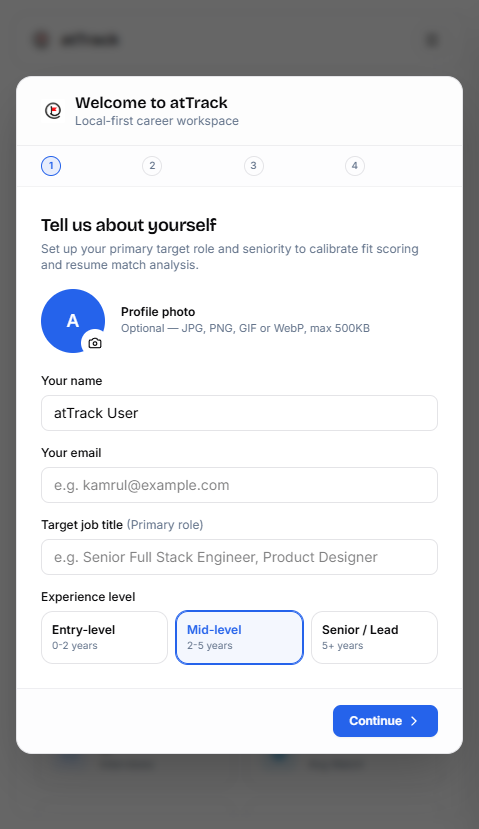 atTrack
Welcome to atTrack
Local-first career workspace
1 2 3 4
Tell us about yourself
Set up your primary target role and seniority to calibrate fit scoring
and resume match analysis.
A
Profile photo
Optional — JPG, PNG, GIF or WebP, max 500KB
Your name
atTrack User
Your email
e.g. kamrul@example.com
Target job title (Primary role)
e.g. Senior Full Stack Engineer, Product Designer
Experience level
Entry-level
0-2 years
Mid-level
2-5 years
Senior / Lead
5+ years
Continue